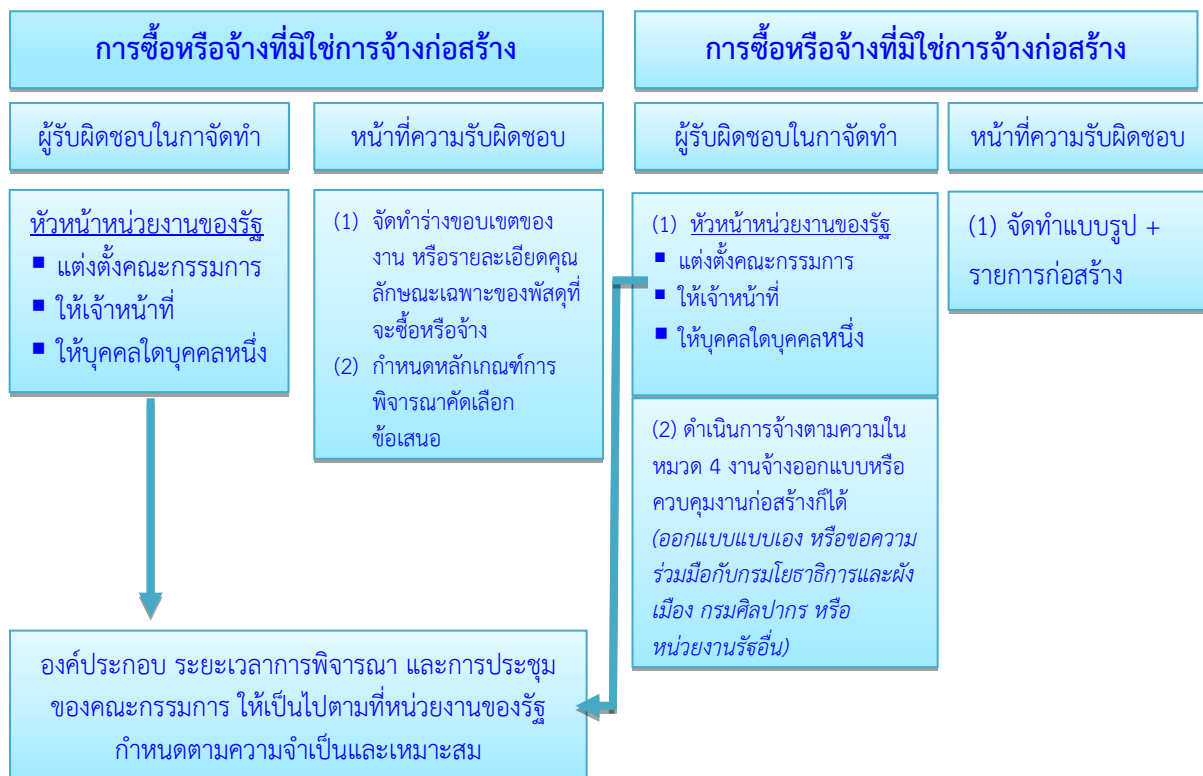 การซื้อหรือจ้างที่มิใช่การจ้างก่อสร้าง
ผู้รับผิดชอบในกาจัดทำ
หน้าที่ความรับผิดชอบ
หัวหน้าหน่วยงานของรัฐ
▪ แต่งตั้งคณะกรรมการ
▪ ให้เจ้าหน้าที่
▪ ให้บุคคลใดบุคคลหนึ่ง
(1) จัดทำร่างขอบเขตของ
งาน หรือรายละเอียดคุณ
ลักษณะเฉพาะของพัสดุที่
จะซื้อหรือจ้าง
(2) กำหนดหลักเกณฑ์การ
พิจารณาคัดเลือก
ข้อเสนอ
การซื้อหรือจ้างที่มิใช่การจ้างก่อสร้าง
ผู้รับผิดชอบในกาจัดทำ
หน้าที่ความรับผิดชอบ
(1) หัวหน้าหน่วยงานของรัฐ
▪ แต่งตั้งคณะกรรมการ
▪ ให้เจ้าหน้าที่
▪ ให้บุคคลใดบุคคลหนึ่ง
(1) จัดทำแบบรูป +
รายการก่อสร้าง
(2) ดำเนินการจ้างตามความใน
หมวด 4 งานจ้างออกแบบหรือ
ควบคุมงานก่อสร้างก็ได้
(ออกแบบแบบเอง หรือขอความ
ร่วมมือกับกรมโยธาธิการและผัง
เมือง กรมศิลปากร หรือ
หน่วยงานรัฐอื่น)
องค์ประกอบ ระยะเวลาการพิจารณา และการประชุม
ของคณะกรรมการ ให้เป็นไปตามที่หน่วยงานของรัฐ
กำหนดตามความจำเป็นและเหมาะสม